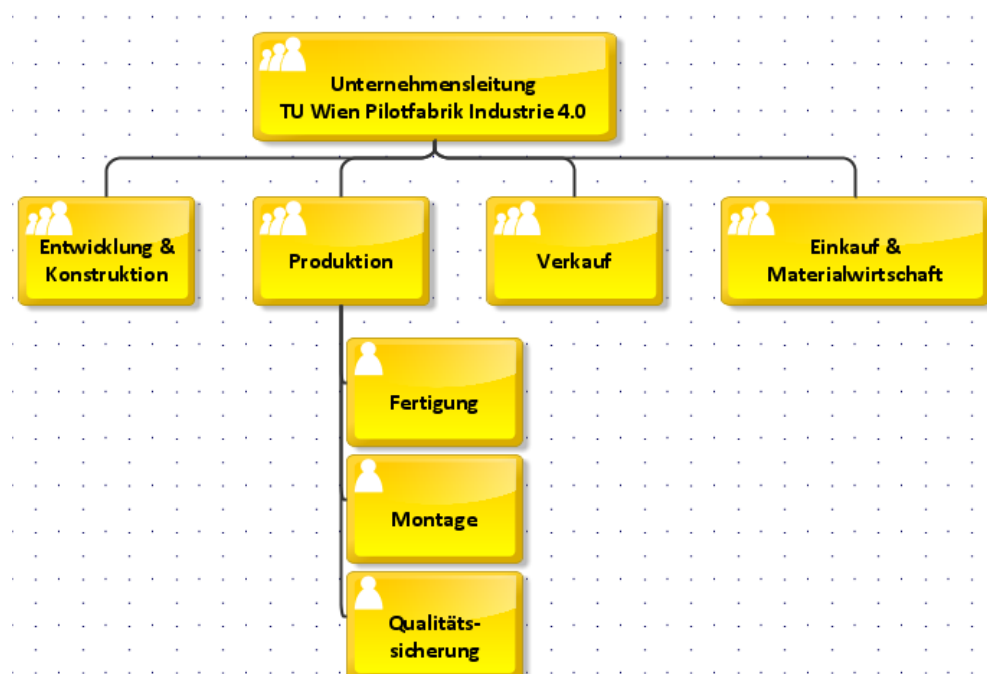 Unternehmensleitung
TU Wien Pilotfabrik Industrie 4.0
Entwicklung &
Konstruktion
Produktion
Verkauf
Einkauf &
Materialwirtschaft
Fertigung
Montage
Qualitäts-
sicherung